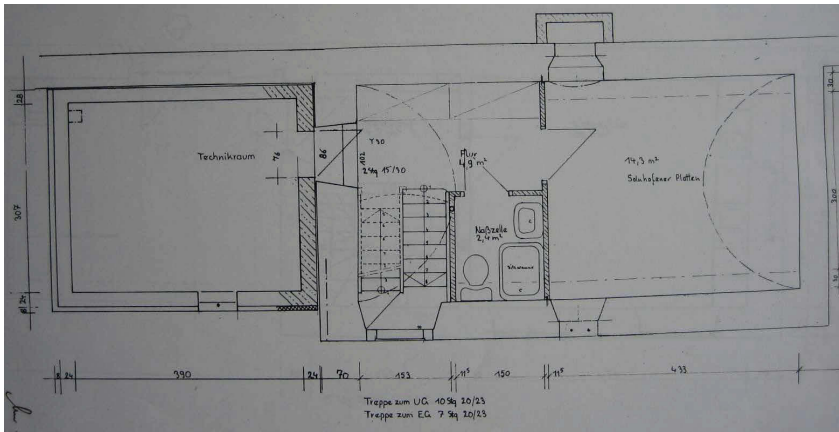 28
307
24
Technikraum
76
86
102
T30
2 Stg 15/30
Flur
4,9 m²
Naßzelle
2,4 m²
14,3 m²
Solnhofener Platten
30
300
24
390
24
70
153
11⁵
150
11⁵
433
Treppe zum UG 10 Stg 20/23
Treppe zum EG 7 Stg 20/23